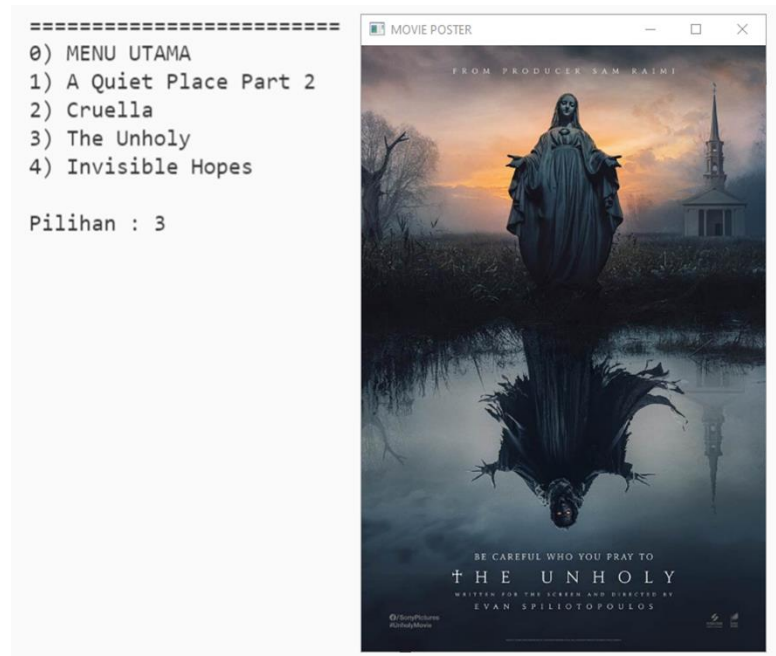 =========================
0) MENU UTAMA
1) A Quiet Place Part 2
2) Cruella
3) The Unholy
4) Invisible Hopes
Pilihan : 3
MOVIE POSTER
FROM PRODUCER SAM RAIMI
BE CAREFUL WHO YOU PRAY TO
THE UNHOLY
WRITTEN FOR THE SCREEN AND DIRECTED BY
EVAN SPILIOTOPOULOS
/SonyPictures
#UnholyMovie